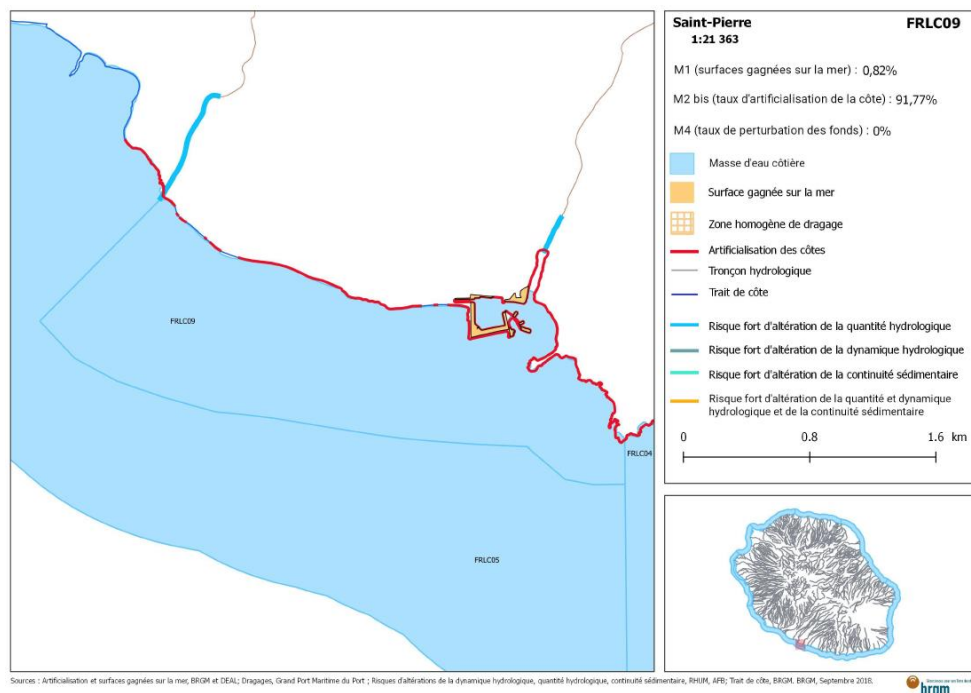 Saint-Pierre FRLC09
1:21 363
M1 (surfaces gagnées sur la mer) : 0,82%
M2 bis (taux d'artificialisation de la côte) : 91,77%
M4 (taux de perturbation des fonds) : 0%
Masse d'eau côtière
Surface gagnée sur la mer
Zone homogène de dragage
Artificialisation des côtes
Tronçon hydrologique
Trait de côte
Risque fort d'altération de la quantité hydrologique
Risque fort d'altération de la dynamique hydrologique
Risque fort d'altération de la continuité sédimentaire
Risque fort d'altération de la quantité et dynamique
hydrologique et de la continuité sédimentaire
0 0.8 1.6 km
FRLC09
FRLC04
FRLC05
Sources : Artificialisation et surfaces gagnées sur la mer, BRGM et DEAL; Dragages, Grand Port Maritime du Port ; Risques d'altérations de la dynamique hydrologique, quantité hydrologique, continuité sédimentaire, RHUM, AFB; Trait de côte, BRGM. BRGM, Septembre 2018.
brgm